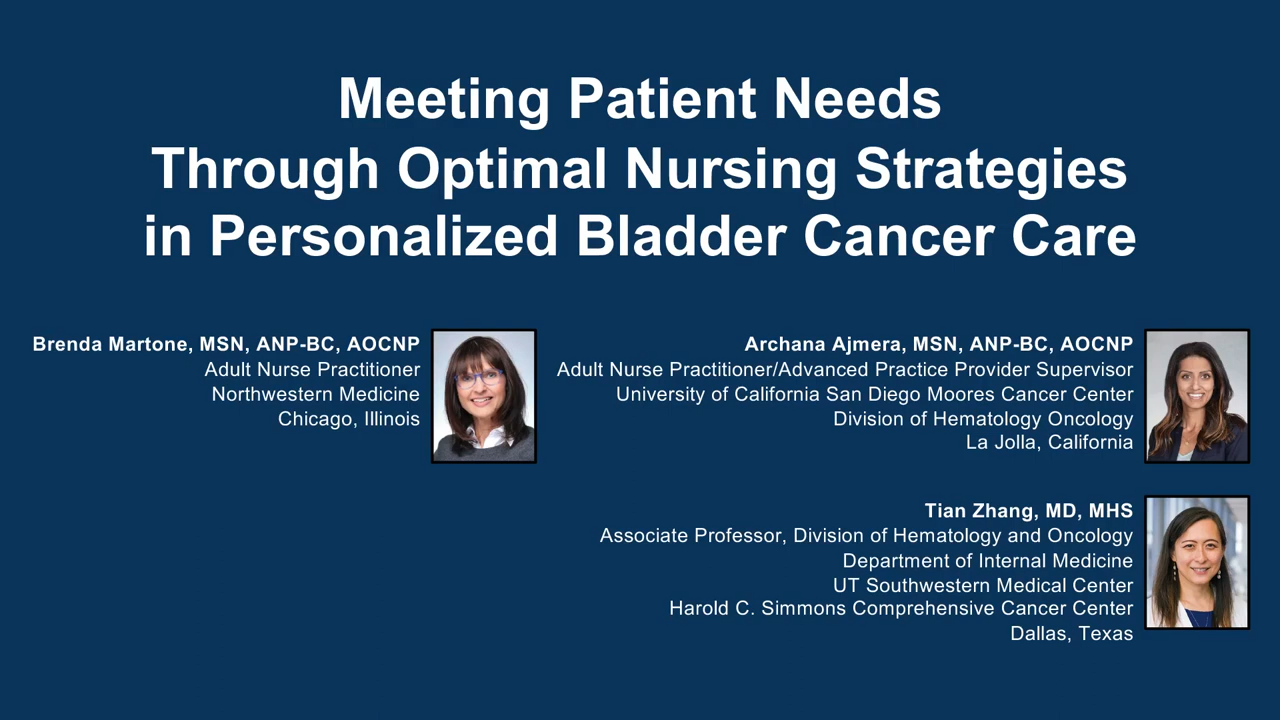 Meeting Patient Needs
Through Optimal Nursing Strategies
in Personalized Bladder Cancer Care
Brenda Martone, MSN, ANP-BC, AOCNP
Adult Nurse Practitioner
Northwestern Medicine
Chicago, Illinois
Archana Ajmera, MSN, ANP-BC, AOCNP
Adult Nurse Practitioner/Advanced Practice Provider Supervisor
University of California San Diego Moores Cancer Center
Division of Hematology Oncology
La Jolla, California
Tian Zhang, MD, MHS
Associate Professor, Division of Hematology and Oncology
Department of Internal Medicine
UT Southwestern Medical Center
Harold C. Simmons Comprehensive Cancer Center
Dallas, Texas